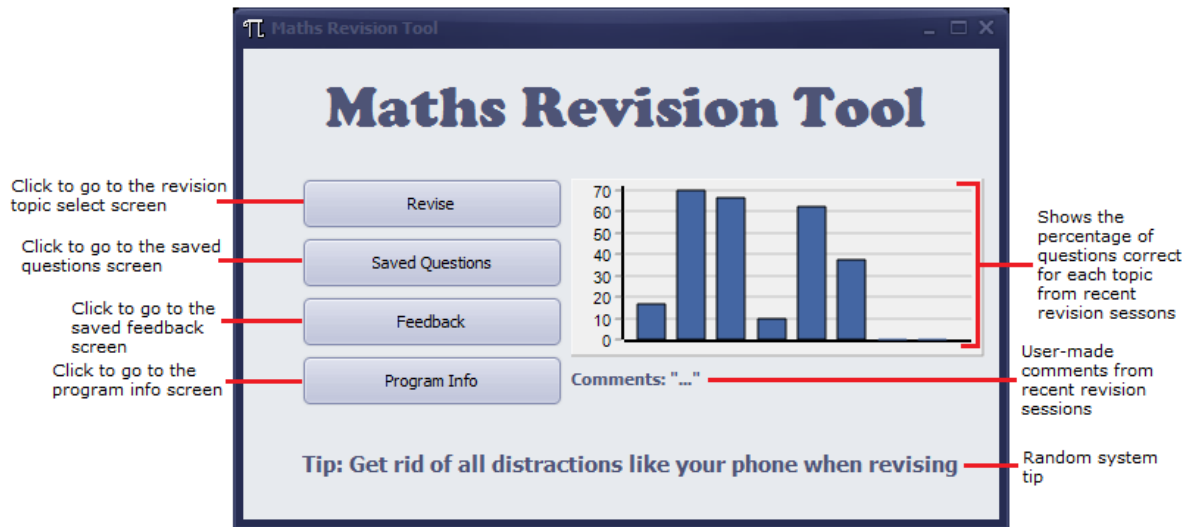 Maths Revision Tool
Maths Revision Tool
Click to go to the revision
topic select screen
Click to go to the saved
questions screen
Click to go to the
saved feedback
screen
Click to go to the
program info screen
Revise
Saved Questions
Feedback
Program Info
70
60
50
40
30
20
10
0
Comments: "..."
Tip: Get rid of all distractions like your phone when revising
Shows the
percentage of
questions correct
for each topic
from recent
revision sessons
User-made
comments from
recent revision
sessions
Random system
tip